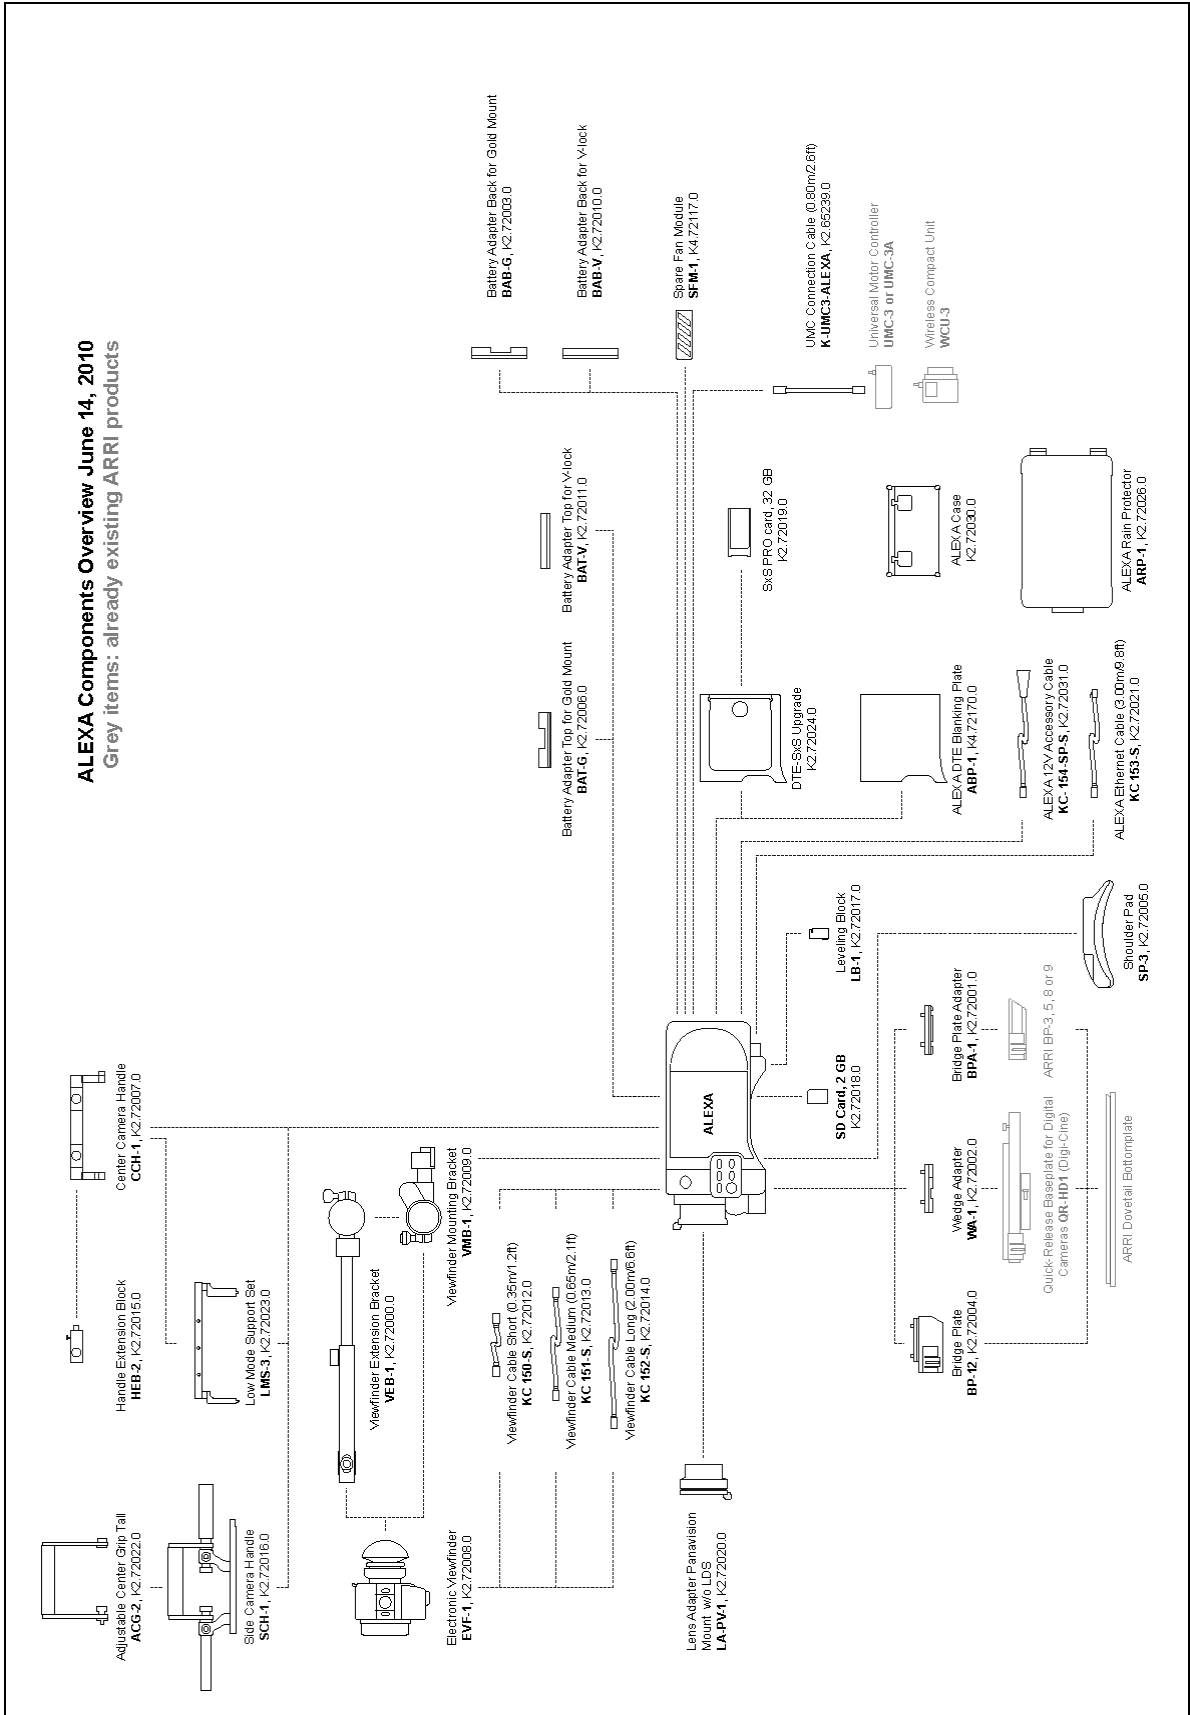 ALEXA Components Overview June 14, 2010
Grey items: already existing ARRI products
Adjustable Center Grip Tall
ACG-2, K2.72022.0
Handle Extension Block
HEB-2, K2.72015.0
Center Camera Handle
CCH-1, K2.72007.0
Side Camera Handle
SCH-1, K2.72016.0
Low Mode Support Set
LMS-3, K2.72023.0
Viewfinder Extension Bracket
VEB-1, K2.72000.0
Viewfinder Mounting Bracket
VMB-1, K2.72009.0
Electronic Viewfinder
EVF-1, K2.72008.0
Viewfinder Cable Short (0.35m/1.2ft)
KC 150-S, K2.72012.0
Viewfinder Cable Medium (0.65m/2.1ft)
KC 151-S, K2.72013.0
Viewfinder Cable Long (2.00m/6.6ft)
KC 152-S, K2.72014.0
Battery Adapter Back for Gold Mount
BAB-G, K2.72003.0
Battery Adapter Back for V-lock
BAB-V, K2.72010.0
Battery Adapter Top for Gold Mount
BAT-G, K2.72006.0
Battery Adapter Top for V-lock
BAT-V, K2.72011.0
Spare Fan Module
SFM-1, K4.72117.0
Lens Adapter Panavision
Mount w/o LDS
LA-PV-1, K2.72020.0
ALEXA
DTE-SxS Upgrade
K2.72024.0
SxS PRO card, 32 GB
K2.72019.0
UMC Connection Cable (0.80m/2.6ft)
K-UMC3-ALEXA, K2.65239.0
Universal Motor Controller
UMC-3 or UMC-3A
Wireless Compact Unit
WCU-3
SD Card, 2 GB
K2.72018.0
Leveling Block
LB-1, K2.72017.0
ALEXA DTE Blanking Plate
ABP-1, K4.72170.0
ALEXA Case
K2.72030.0
Bridge Plate
BP-12, K2.72004.0
Wedge Adapter
WA-1, K2.72002.0
Bridge Plate Adapter
BPA-1, K2.72001.0
Quick-Release Baseplate for Digital
Cameras QR-HD1 (Digi-Cine)
ARRI BP-3, 5, 8 or 9
ALEXA 12V Accessory Cable
KC- 154-SP-S, K2.72031.0
ALEXA Ethernet Cable (3.00m/9.8ft)
KC 153-S, K2.72021.0
ALEXA Rain Protector
ARP-1, K2.72026.0
ARRI Dovetail Bottomplate
Shoulder Pad
SP-3, K2.72005.0